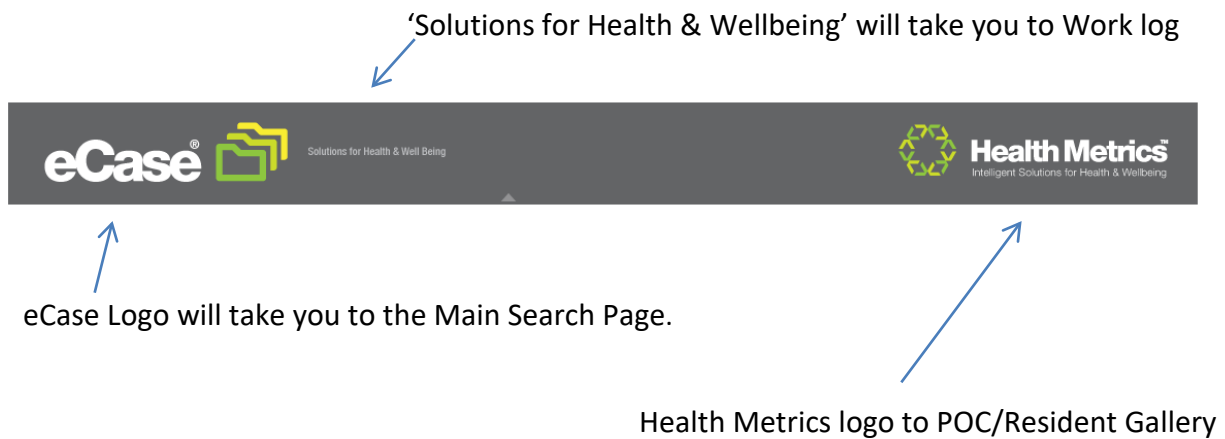 ‘Solutions for Health & Wellbeing’ will take you to Work log
eCase®
Solutions for Health & Well Being
Health Metrics™
Intelligent Solutions for Health & Wellbeing
eCase Logo will take you to the Main Search Page.
Health Metrics logo to POC/Resident Gallery